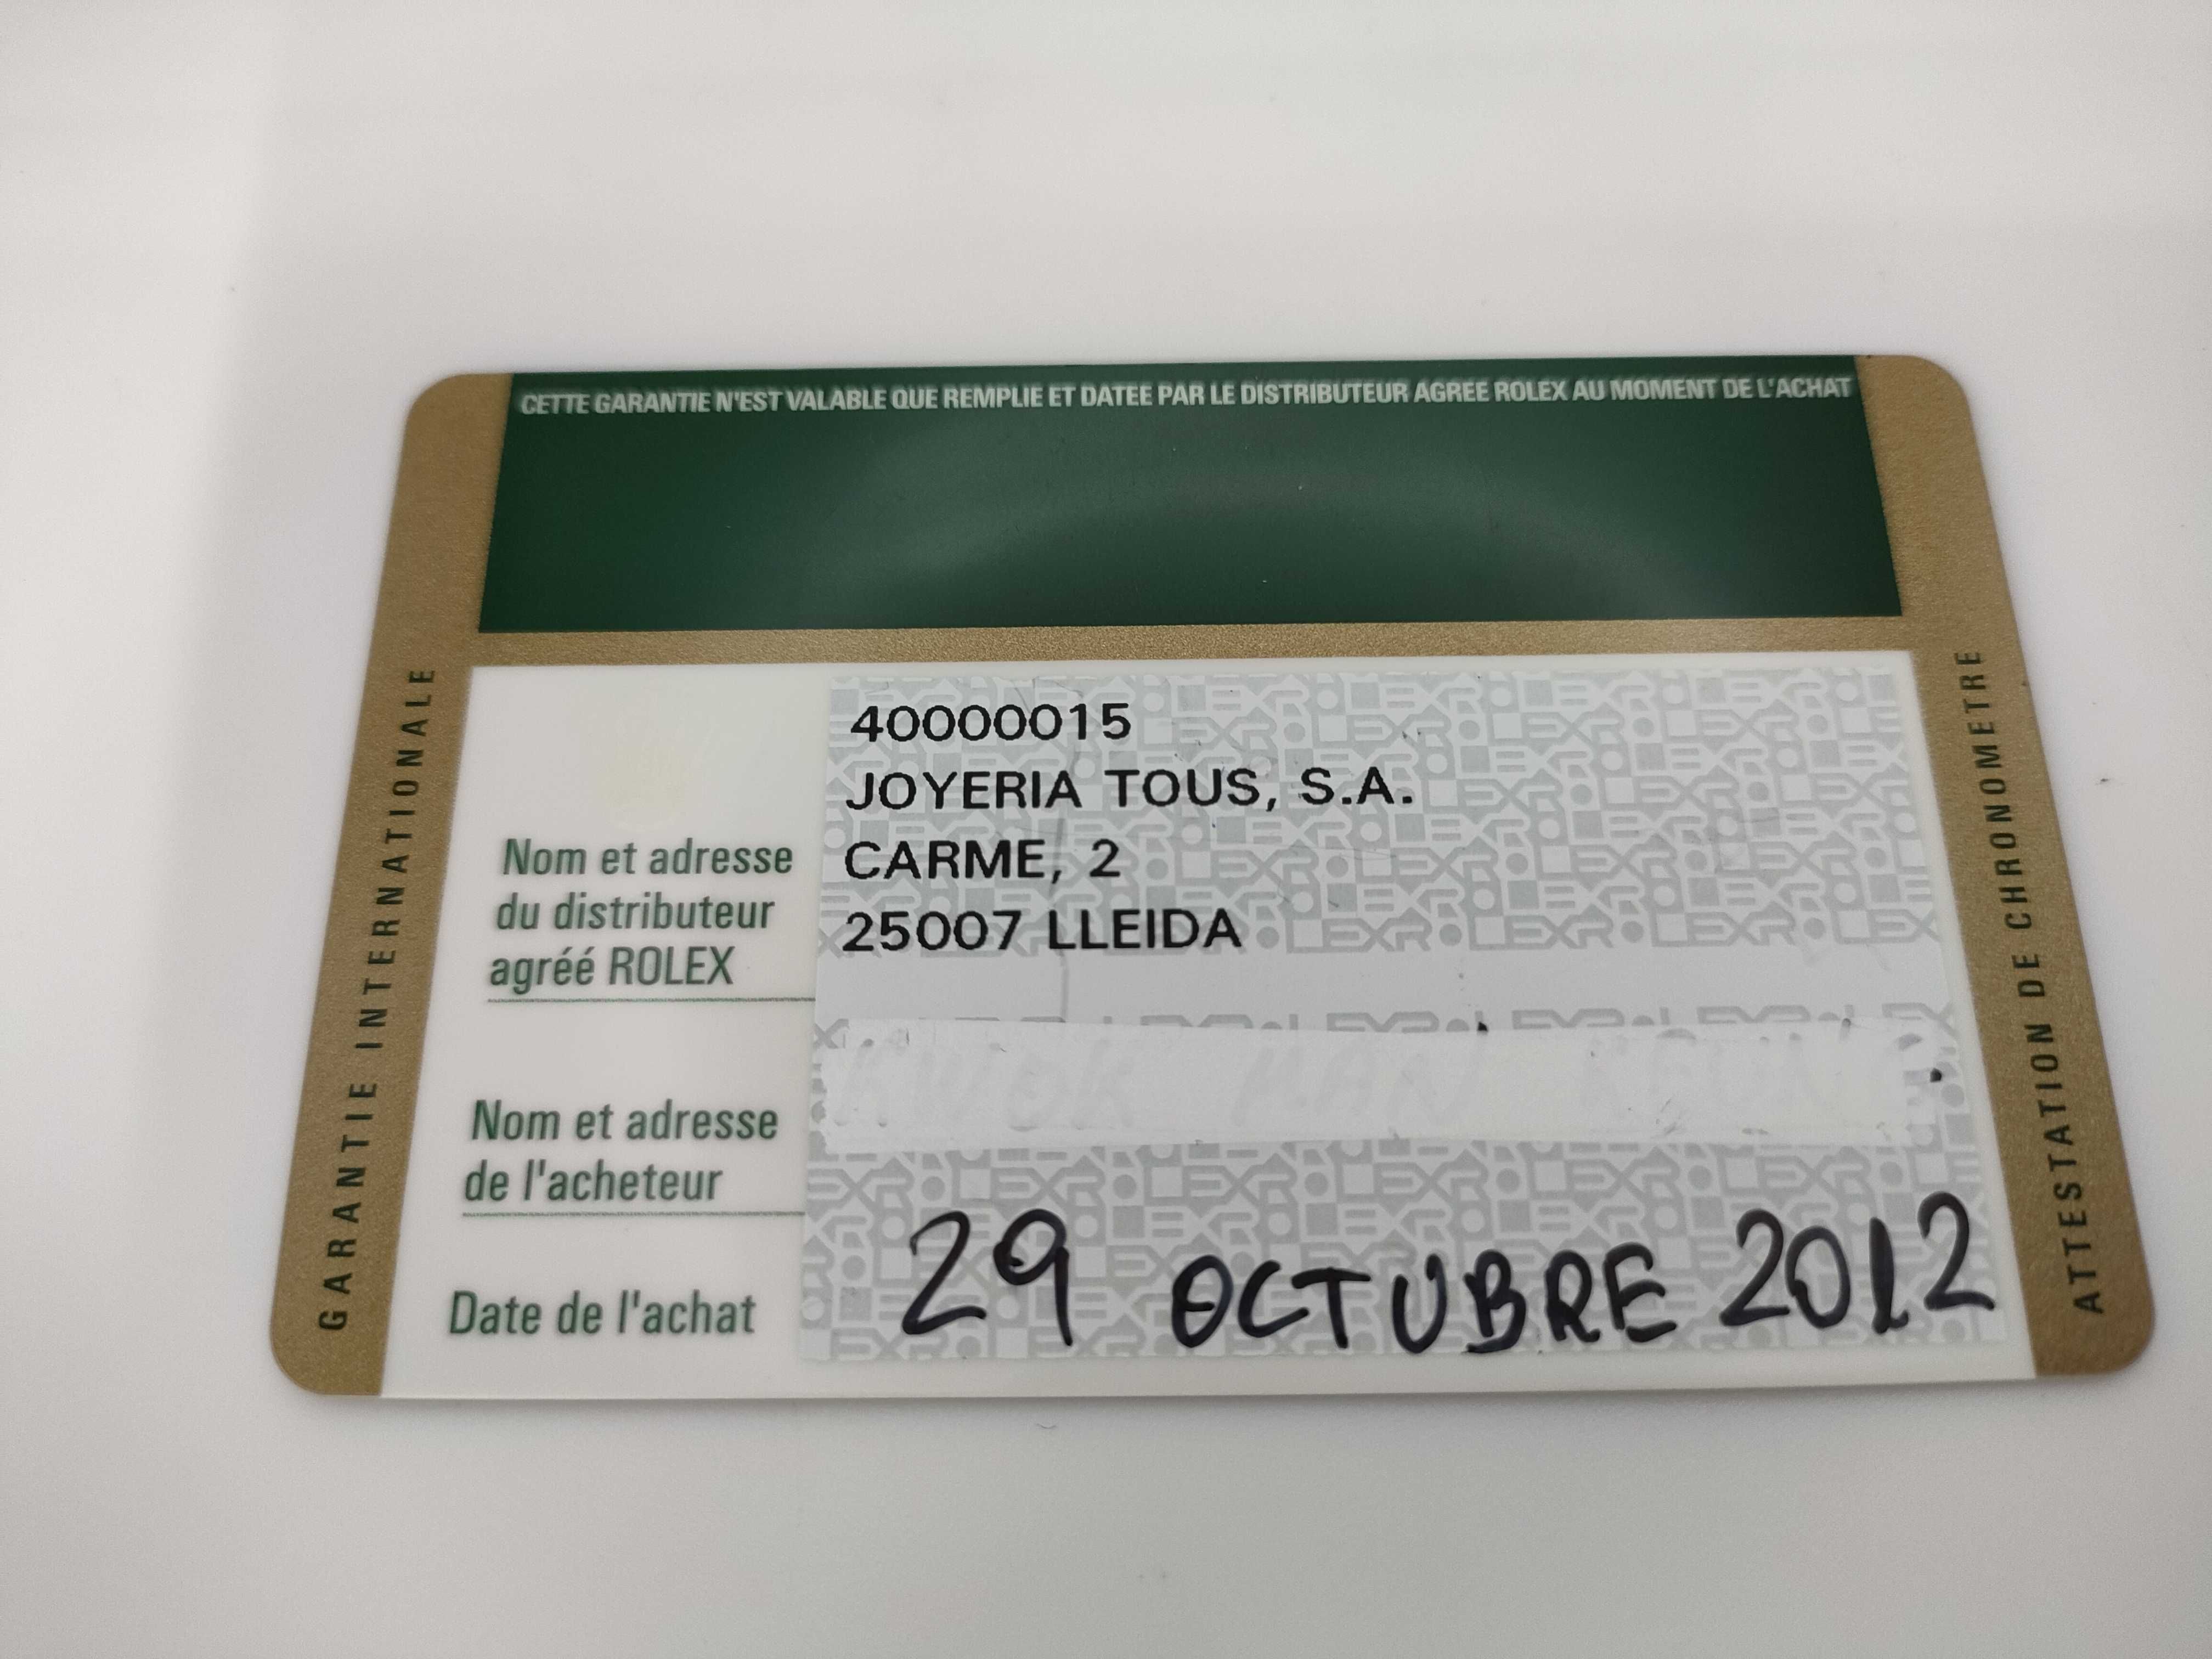 CETTE GARANTIE N'EST VALABLE QUE REMPLIE ET DATEE PAR LE DISTRIBUTEUR AGREE ROLEX AU MOMENT DE L'ACHAT
GARANTIE INTERNATIONALE
40000015
JOYERIA TOUS, S.A.
CARME, 2
25007 LLEIDA
Nom et adresse
du distributeur
agréé ROLEX
Nom et adresse
de l'acheteur
Date de l'achat
29 OCTUBRE 2012
ATTESTATION DE CHRONOMETRE